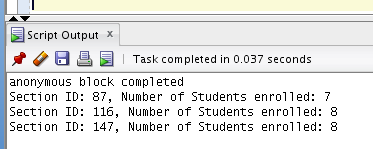 Script Output x
Task completed in 0.037 seconds
anonymous block completed
Section ID: 87, Number of Students enrolled: 7
Section ID: 116, Number of Students enrolled: 8
Section ID: 147, Number of Students enrolled: 8